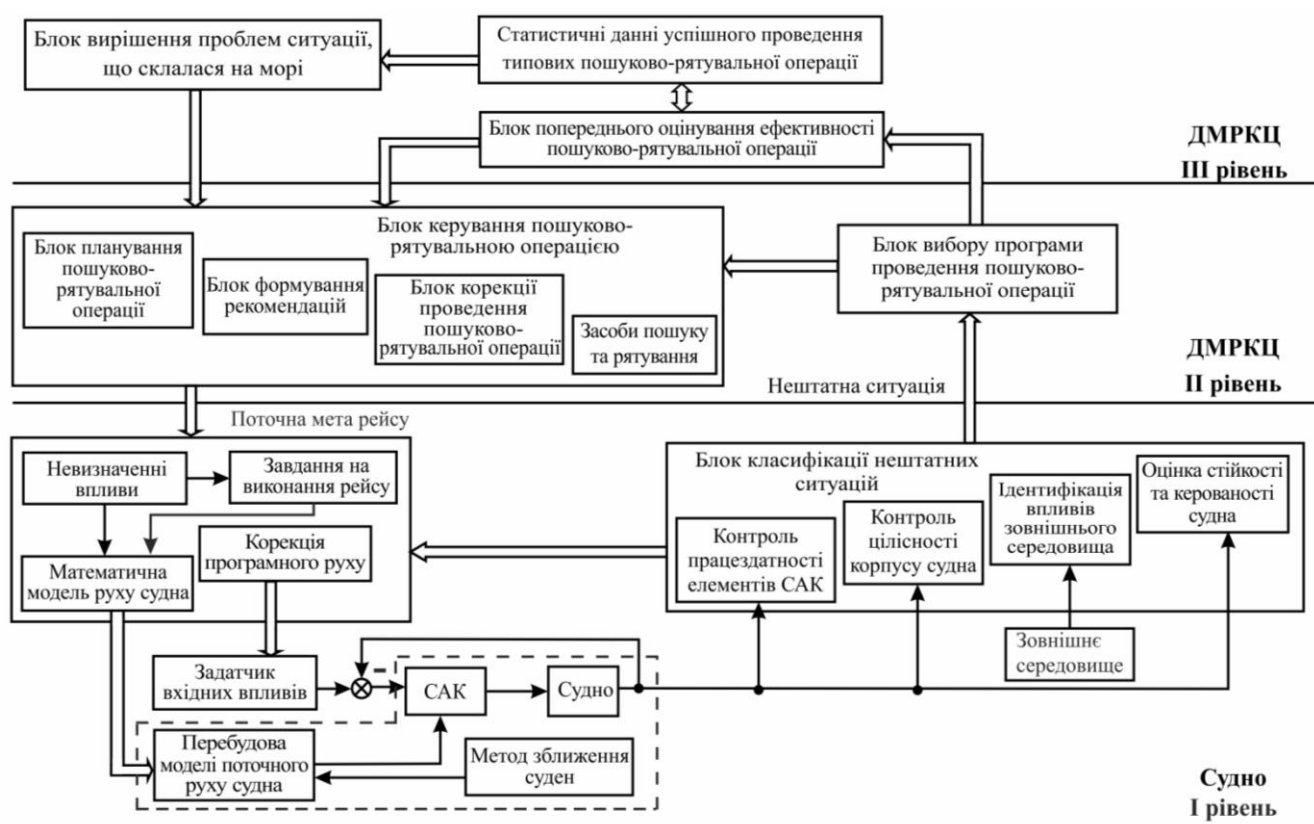 Блок вирішення проблем ситуації,
що склалася на морі
Статистичні данні успішного проведення
типових пошуково-рятувальної операції
Блок попереднього оцінування ефективності
пошуково-рятувальної операції
ДМРКЦ
III рівень
Блок керування пошуково-
рятувальною операцією
Блок планування
пошуково-
рятувальної
операції
Блок формування
рекомендацій
Блок корекції
проведення
пошуково-
рятувальної операції
Засоби пошуку
та рятування
Блок вибору програми
проведення пошуково-
рятувальної операції
ДМРКЦ
II рівень
Нештатна ситуація
Поточна мета рейсу
Невизначенні
впливи
Завдання на
виконання рейсу
Корекція
програмного руху
Математична
модель руху судна
Блок класифікації нештатних
ситуацій
Контроль
працездатності
елементів САК
Контроль
цілісності
корпусу судна
Ідентифікація
впливів
зовнішнього
середовища
Оцінка стійкості
та керованості
судна
Зовнішнє
середовище
Задатчик
вхідних впливів
–
САК
Судно
Перебудова
моделі поточного
руху судна
Метод зближення
суден
Судно
I рівень